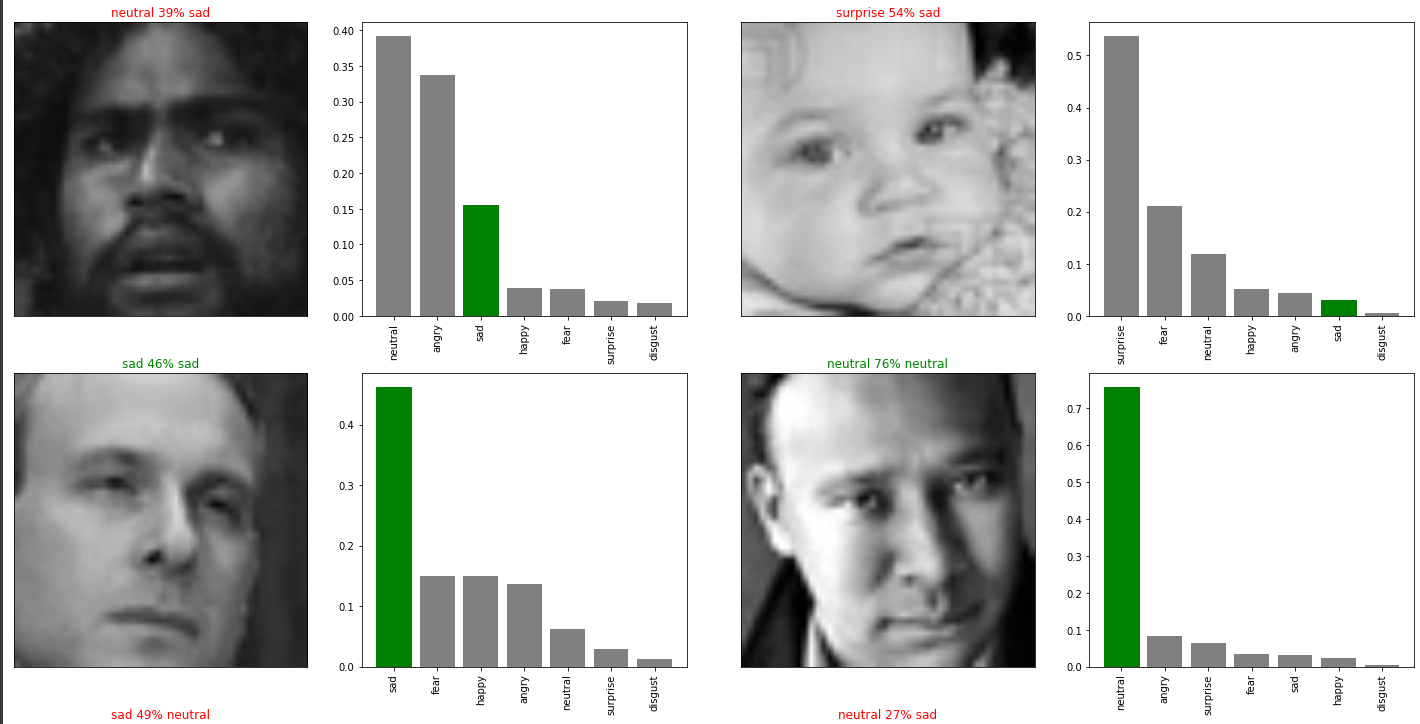 neutral 39% sad
0.40
0.35
0.30
0.25
0.20
0.15
0.10
0.05
0.00
neutral
angry
sad
happy
fear
surprise
disgust
surprise 54% sad
0.5
0.4
0.3
0.2
0.1
0.0
surprise
fear
neutral
happy
angry
sad
disgust
sad 46% sad
0.4
0.3
0.2
0.1
0.0
sad
fear
happy
angry
neutral
surprise
disgust
neutral 76% neutral
0.7
0.6
0.5
0.4
0.3
0.2
0.1
0.0
neutral
angry
surprise
fear
sad
happy
disgust
sad 49% neutral
neutral 27% sad